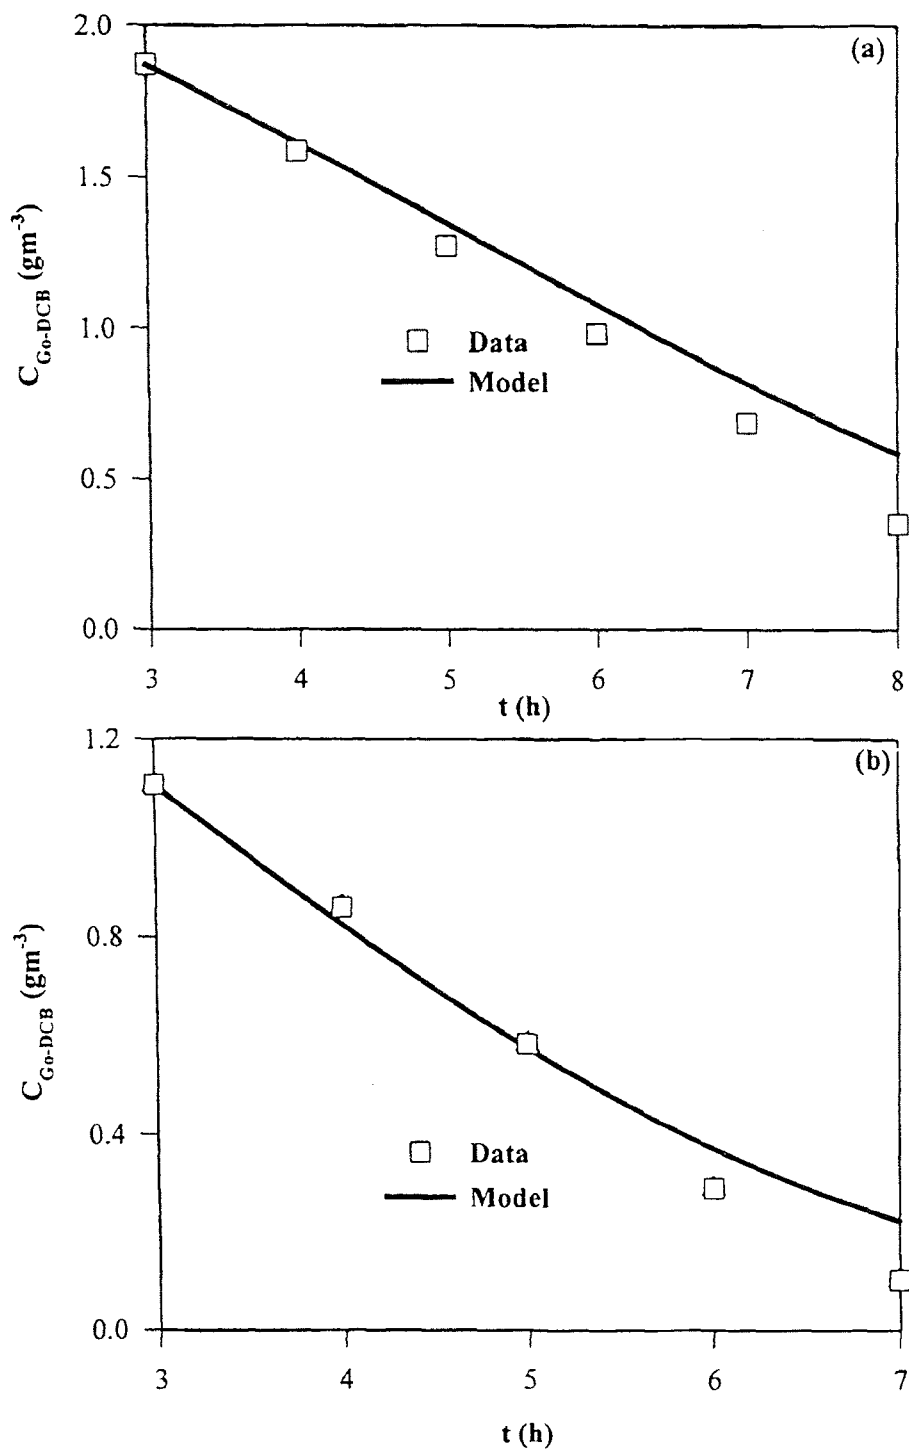 2.0
(a)
1.5
1.0
0.5
0.0
C_Go-DCB (gm⁻³)
Data
Model
3 4 5 6 7 8
t (h)
1.2
(b)
0.8
0.4
0.0
C_Go-DCB (gm⁻³)
Data
Model
3 4 5 6 7
t (h)